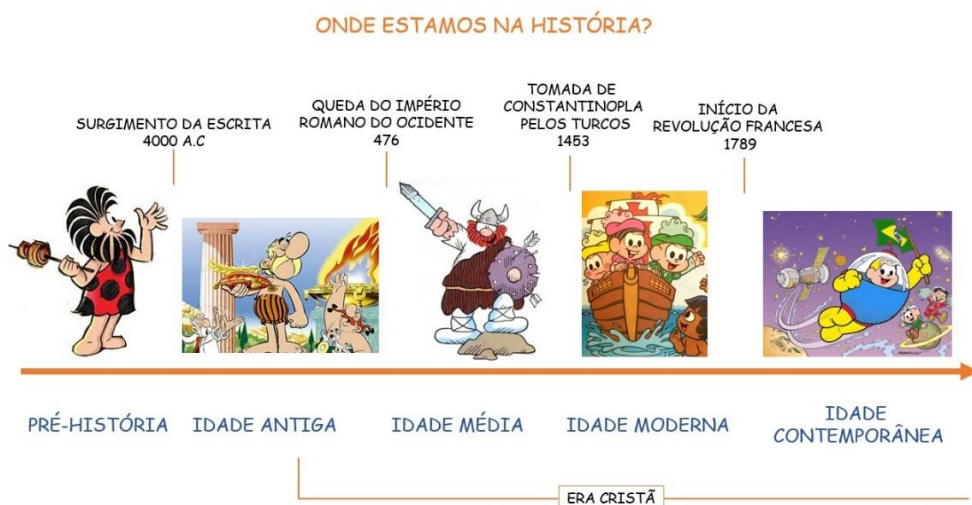 ONDE ESTAMOS NA HISTÓRIA?
SURGIMENTO DA ESCRITA
4000 A.C
QUEDA DO IMPÉRIO
ROMANO DO OCIDENTE
476
TOMADA DE
CONSTANTINOPLA
PELOS TURCOS
1453
INÍCIO DA
REVOLUÇÃO FRANCESA
1789
PRÉ-HISTÓRIA
IDADE ANTIGA
IDADE MÉDIA
IDADE MODERNA
IDADE
CONTEMPORÂNEA
ERA CRISTÃ